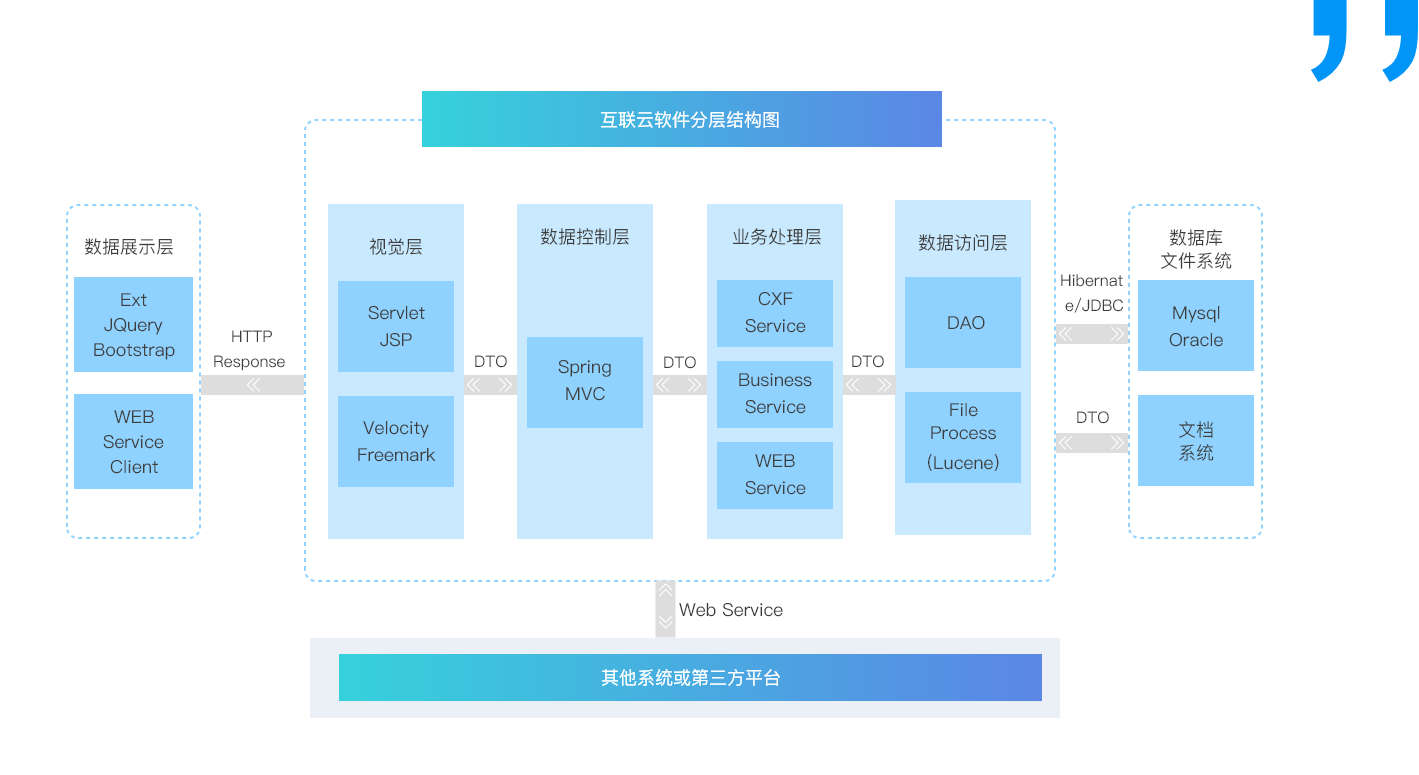 互联云软件分层结构图
数据展示层
Ext
JQuery
Bootstrap
WEB
Service
Client
HTTP
Response
视觉层
Servlet
JSP
Velocity
Freemark
DTO
数据控制层
Spring
MVC
DTO
业务处理层
CXF
Service
Business
Service
WEB
Service
DTO
数据访问层
DAO
File
Process
(Lucene)
Hibernat
e/JDBC
DTO
数据库
文件系统
Mysql
Oracle
文档
系统
Web Service
其他系统或第三方平台